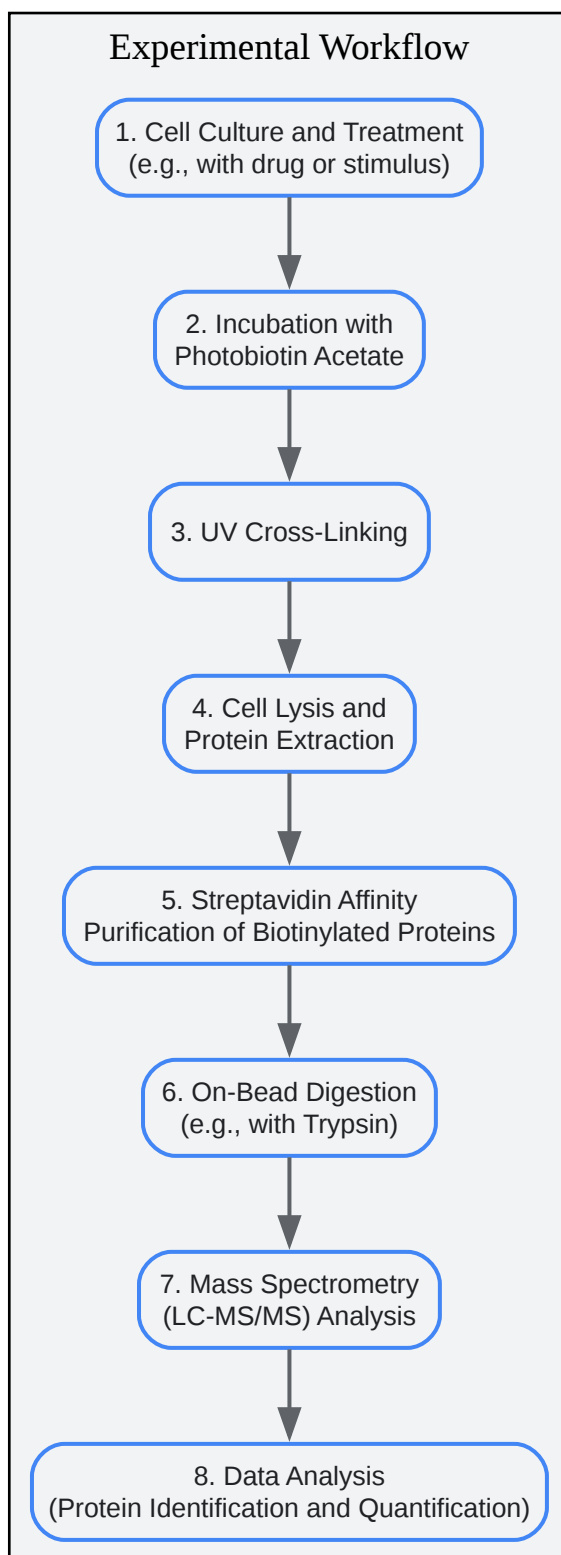 Experimental Workflow
1. Cell Culture and Treatment
(e.g., with drug or stimulus)
2. Incubation with
Photobiotin Acetate
3. UV Cross-Linking
4. Cell Lysis and
Protein Extraction
5. Streptavidin Affinity
Purification of Biotinylated Proteins
6. On-Bead Digestion
(e.g., with Trypsin)
7. Mass Spectrometry
(LC-MS/MS) Analysis
8. Data Analysis
(Protein Identification and Quantification)